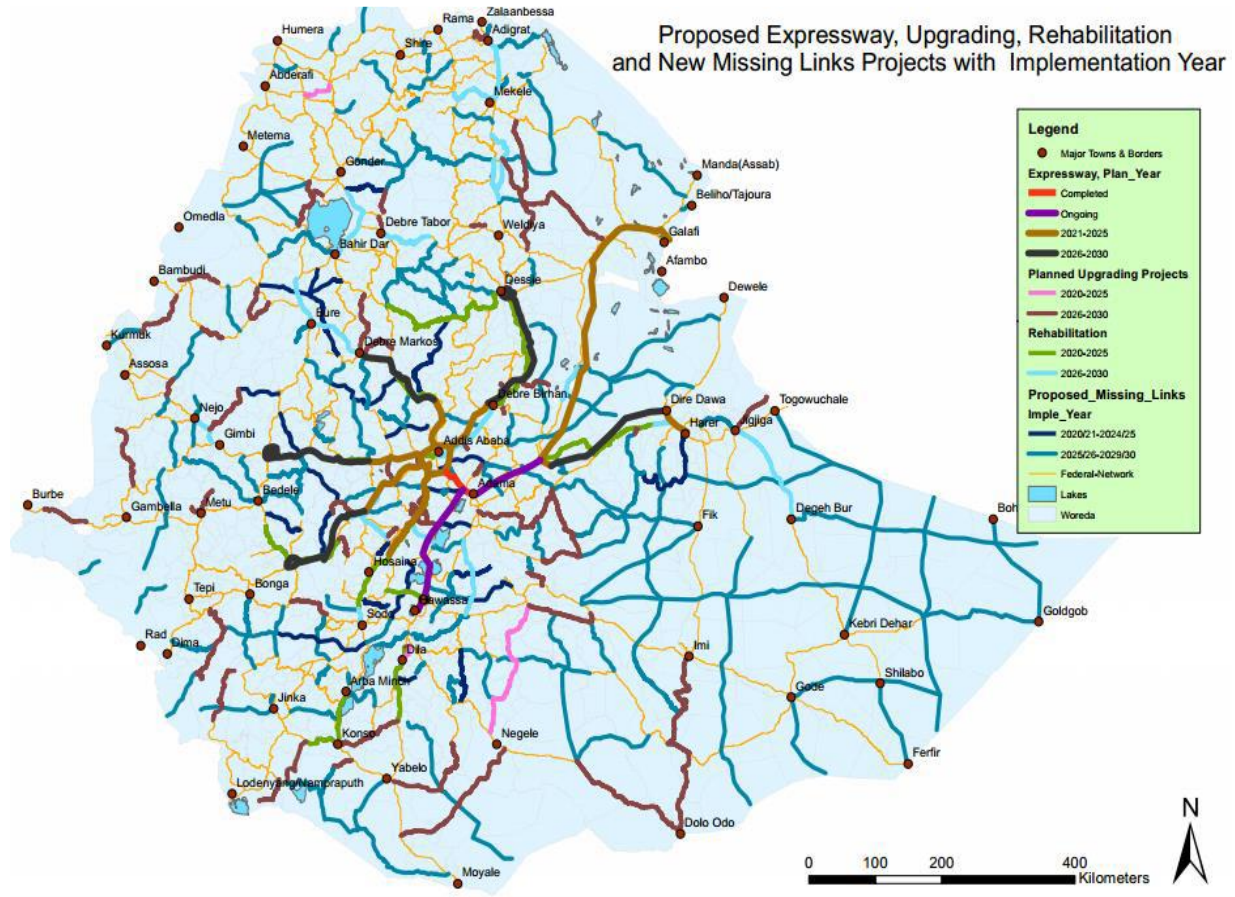 Proposed Expressway, Upgrading, Rehabilitation
and New Missing Links Projects with Implementation Year
Zalaanbessa
Rama
Humera
Adigrat
Shire
Abderafi
Mekele
Metema
Gonder
Manda(Assab)
Beliho/Tajoura
Omedla
Debre Tabor
Weldiya
Galafi
Bahir Dar
Afambo
Bambudi
Dessie
Dewele
Bure
Kurmuk
Debre Markos
Assosa
Debre Birhan
Dire Dawa
Togowuchale
Nejo
Harer
Jigjiga
Gimbi
Addis Ababa
Adama
Burbe
Bedele
Gambella
Metu
Fik
Degeh Bur
Boh
Hosaina
Tepi
Bonga
Hawassa
Sodo
Goldgob
Kebri Dehar
Rad
Dima
Dila
Imi
Arba Minch
Shilabo
Jinka
Gode
Konso
Negele
Ferfir
Yabelo
Lodenyang/Nampraputh
Dolo Odo
Moyale
Legend
Major Towns & Borders
Expressway, Plan_Year
Completed
Ongoing
2021-2025
2026-2030
Planned Upgrading Projects
2020-2025
2026-2030
Rehabilitation
2020-2025
2026-2030
Proposed_Missing_Links
Imple_Year
2020/21-2024/25
2025/26-2029/30
Federal-Network
Lakes
Woreda
N
0 100 200 400
Kilometers